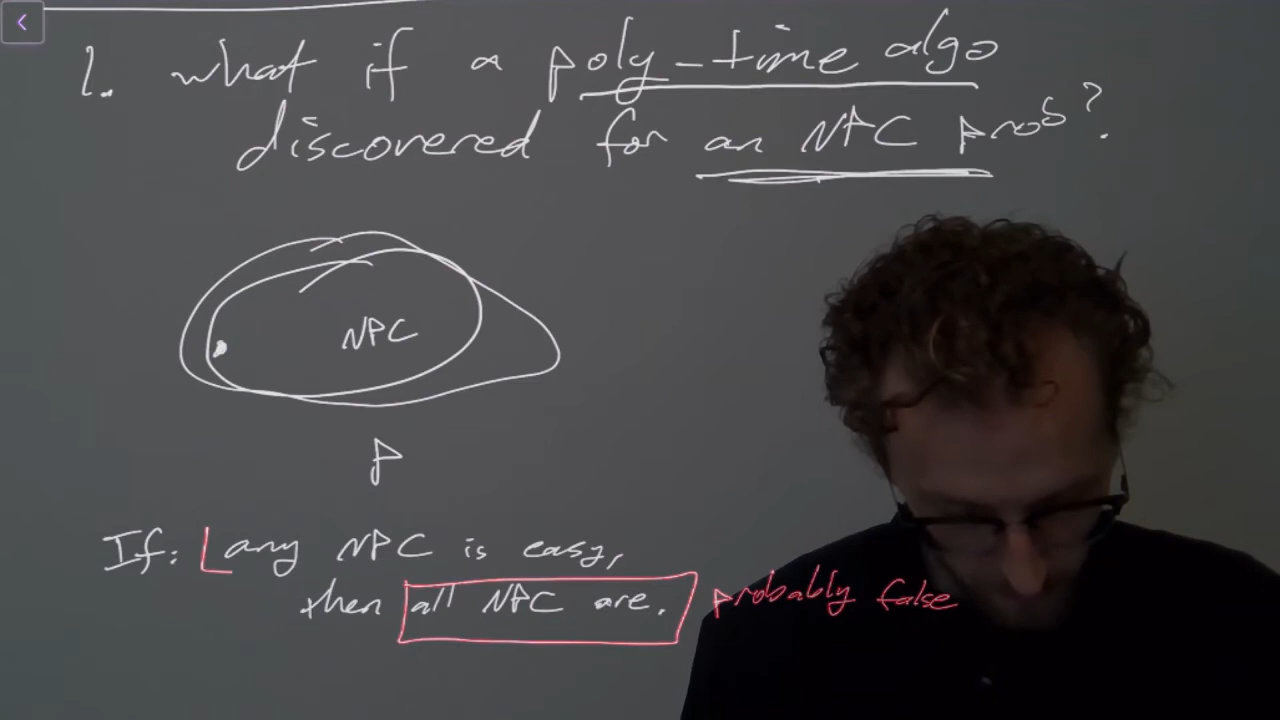 1. what if a poly-time algo
discovered for an NPC prob?
NPC
P
If: any NPC is easy,
then all NPC are. probably false